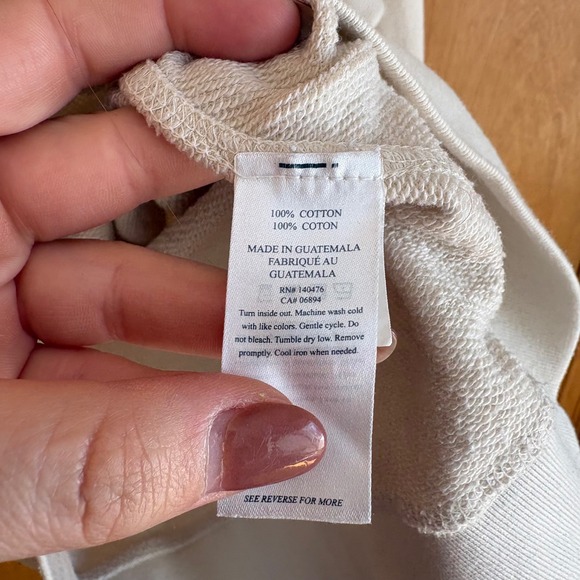 100% COTTON
100% COTON
MADE IN GUATEMALA
FABRIQUÉ AU
GUATEMALA
RN# 140476
CA# 06894
Turn inside out. Machine wash cold
with like colors. Gentle cycle. Do
not bleach. Tumble dry low. Remove
promptly. Cool iron when needed.
SEE REVERSE FOR MORE